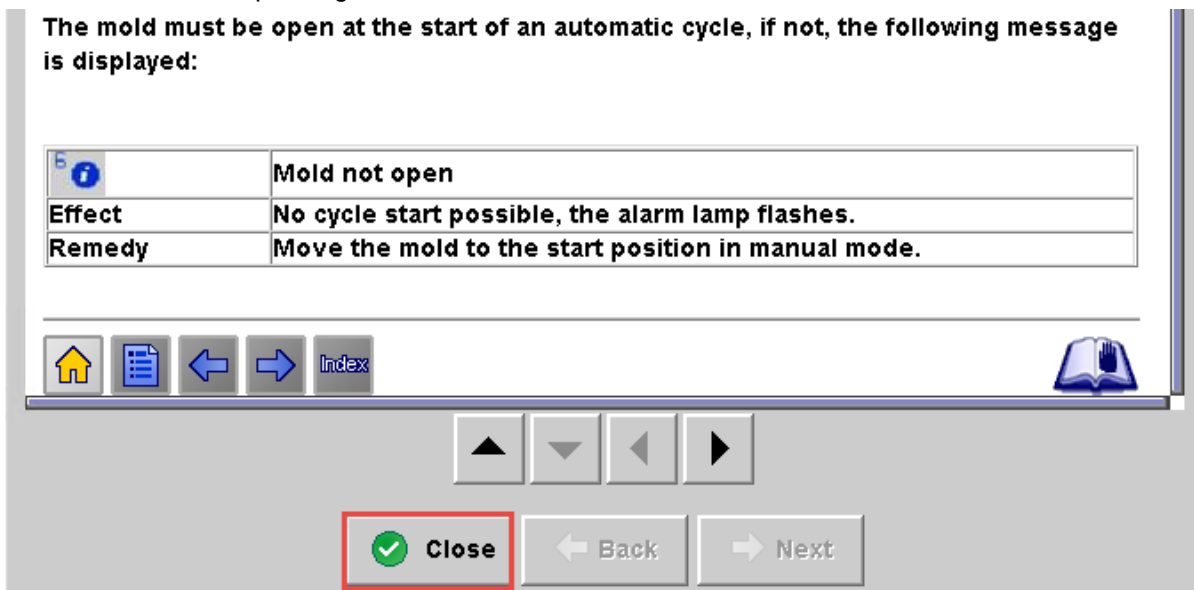 The mold must be open at the start of an automatic cycle, if not, the following message
is displayed:
Mold not open
Effect No cycle start possible, the alarm lamp flashes.
Remedy Move the mold to the start position in manual mode.
Index
Close Back Next